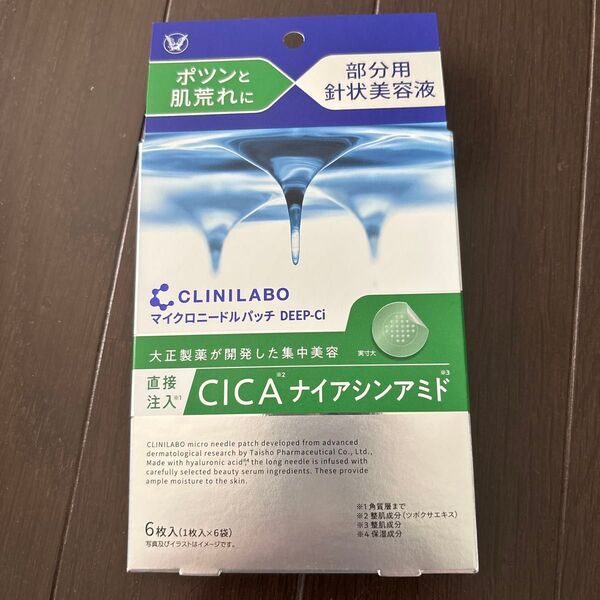 ポツンと
肌荒れに
部分用
針状美容液
CLINILABO
マイクロニードルパッチ DEEP-Ci
実寸大
大正製薬が開発した集中美容
直接
注入※1
CICA※2 ナイアシンアミド※3
CLINILABO micro needle patch developed from advanced
dermatological research by Taisho Pharmaceutical Co., Ltd.,
Made with hyaluronic acid※4 the long needle is infused with
carefully selected beauty serum ingredients. These provide
ample moisture to the skin.
6枚入(1枚入×6袋)
写真及びイラストはイメージです。
※1 角質層まで
※2 整肌成分(ツボクサエキス)
※3 整肌成分
※4 保湿成分